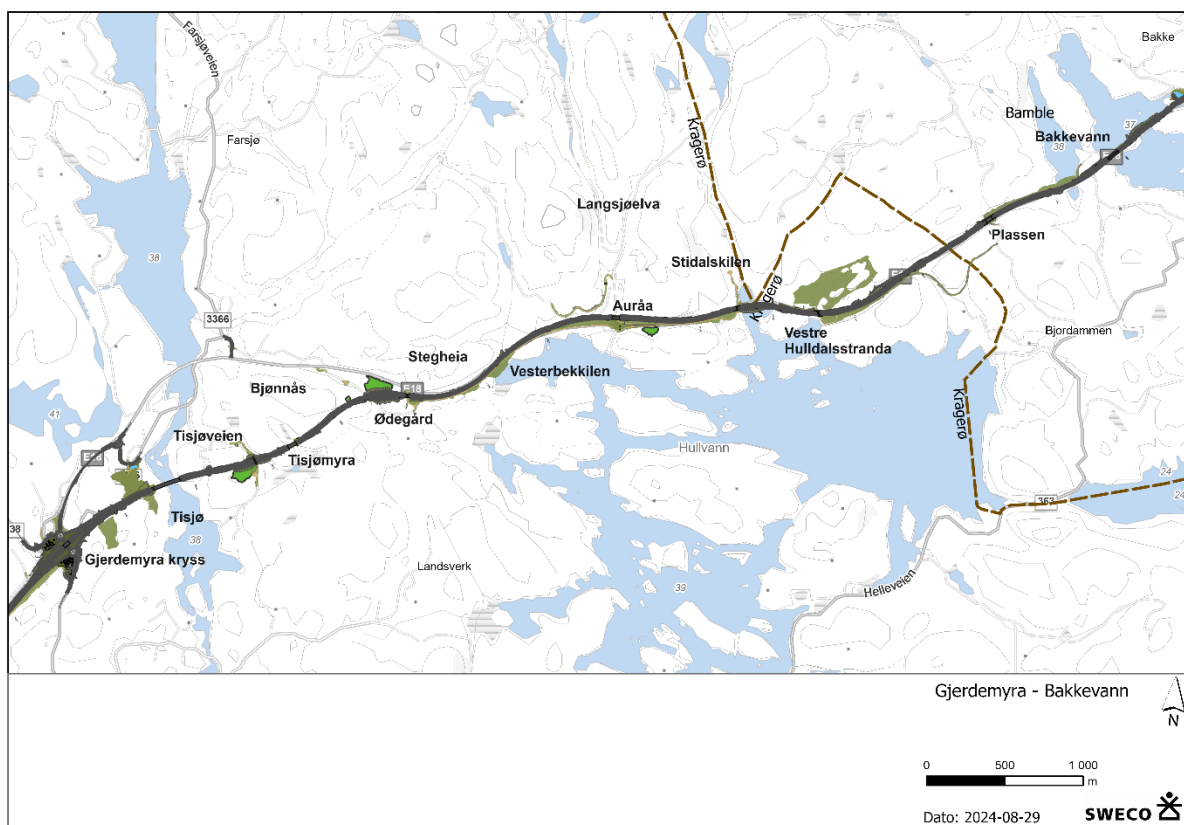 Farsjøveien
Bakke
Bamble
37
38
Bakkevann
Farsjø
Kragerø
Langsjøelva
Plassen
38
Stidalskilen
Kragerø
Auråa
3366
Bjordammen
Vestre
Hulldalsstranda
Stegheia
Vesterbekkilen
Bjønnås
E18
Ødegård
Kragerø
41
Tisjøveien
Tisjømyra
Hullvann
24
363
24
Tisjø
38
38
Gjerdemyra kryss
Landsverk
39
Helleveien
Gjerdemyra - Bakkevann
N
0 500 1 000
m
Dato: 2024-08-29
SWECO